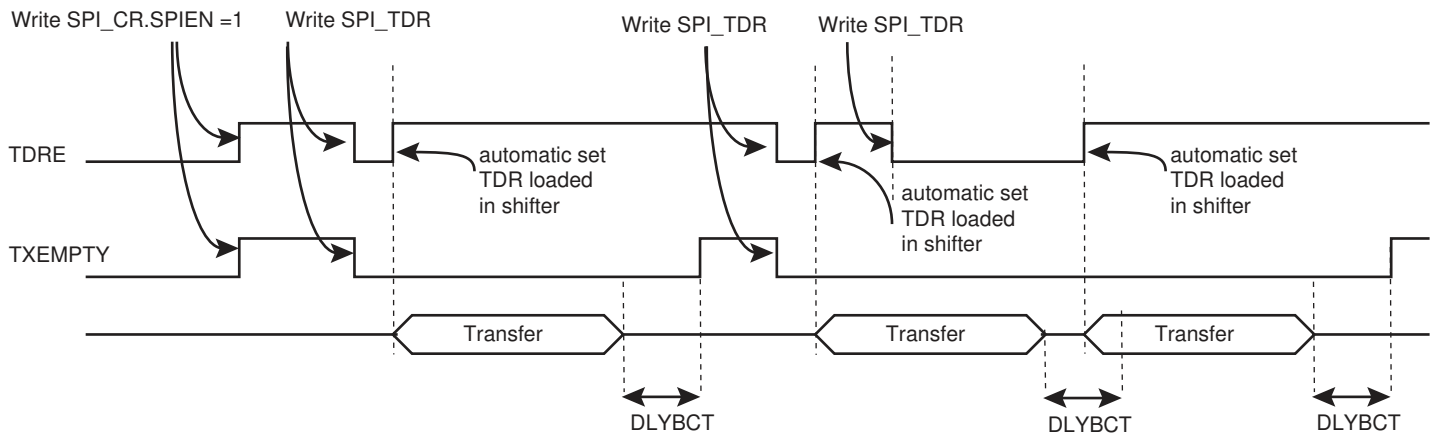 Write SPI_CR.SPIEN =1
Write SPI_TDR
Write SPI_TDR
Write SPI_TDR
TDRE
automatic set
TDR loaded
in shifter
automatic set
TDR loaded
in shifter
automatic set
TDR loaded
in shifter
TXEMPTY
Transfer
Transfer
Transfer
DLYBCT
DLYBCT
DLYBCT